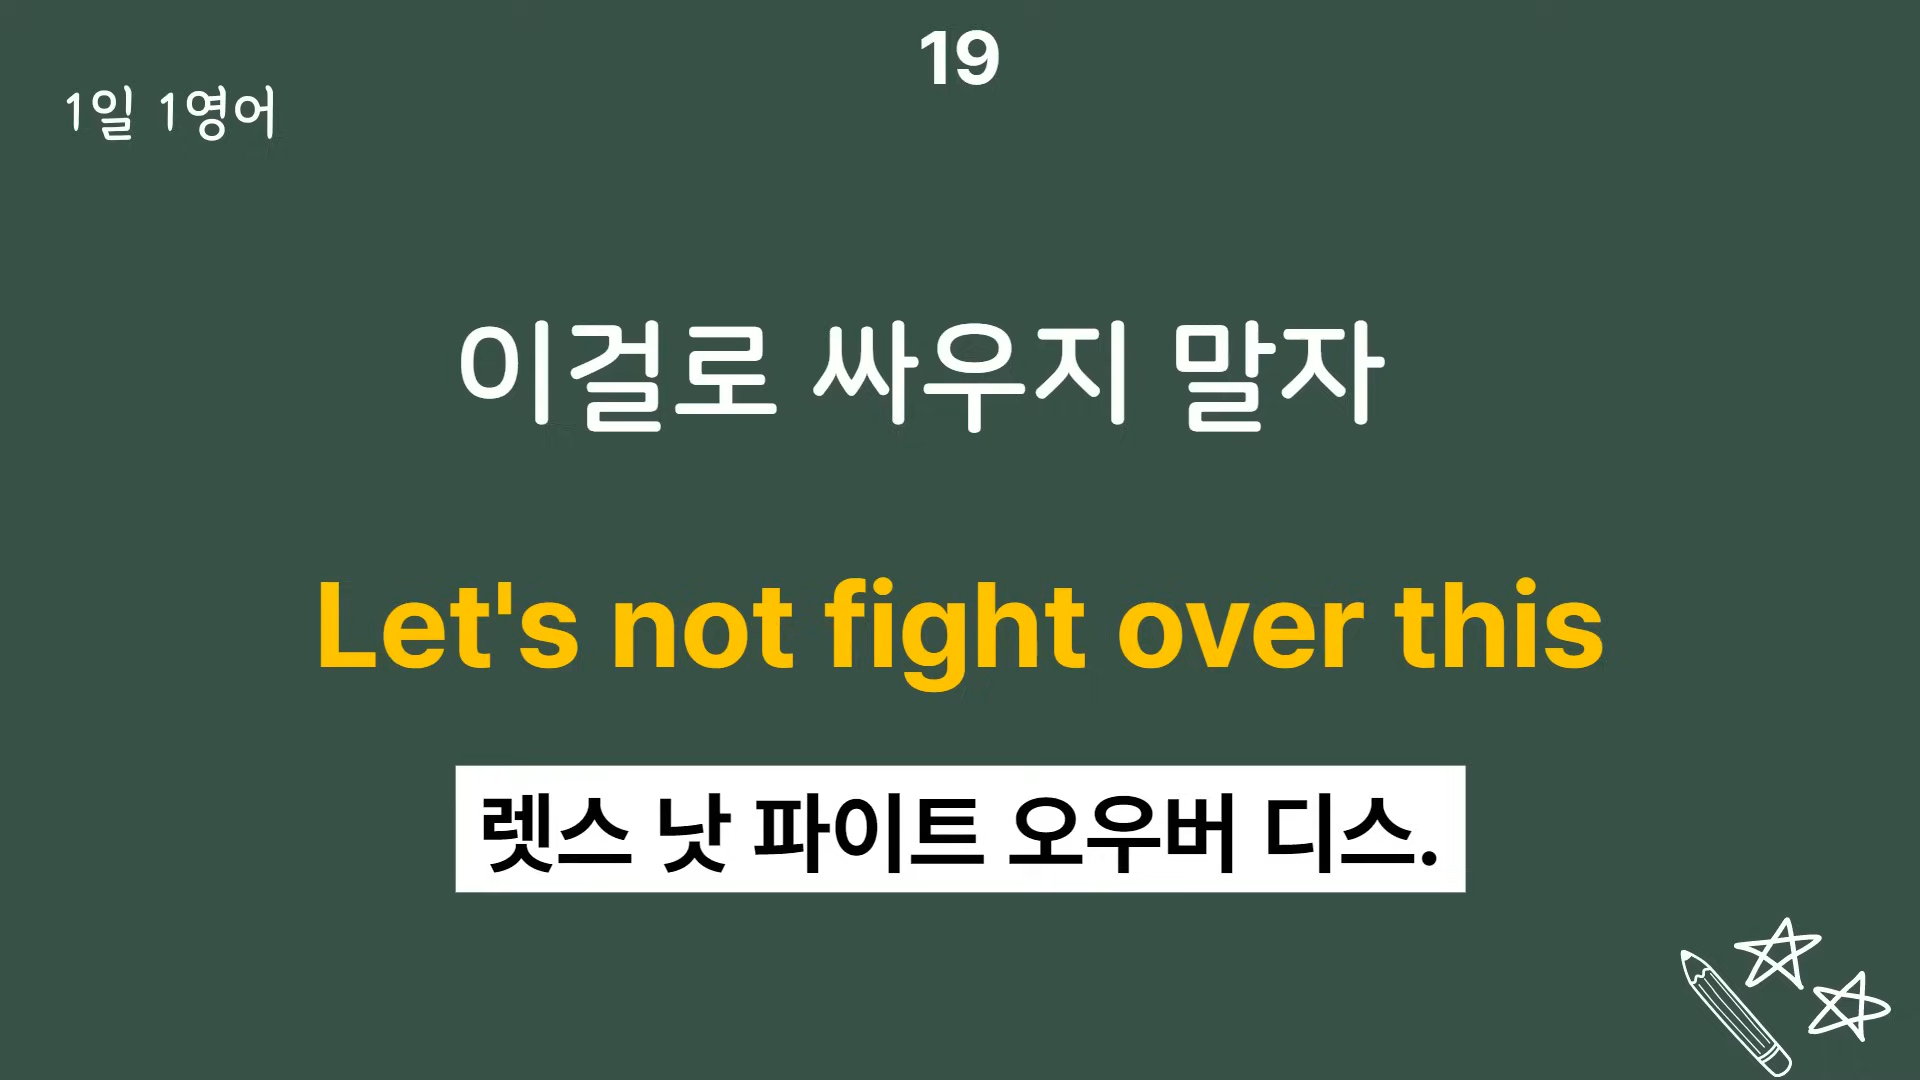 19
1일 1영어
이걸로 싸우지 말자
Let's not fight over this
렛스 낫 파이트 오우버 디스.